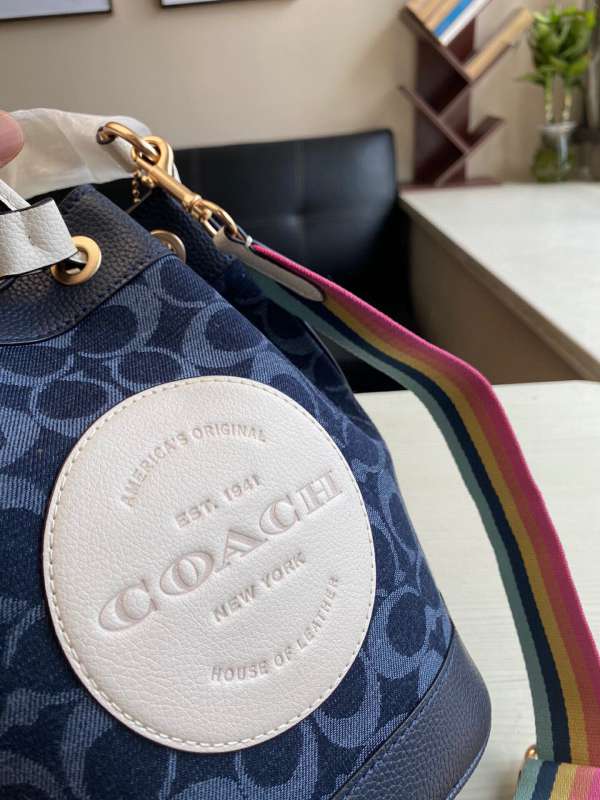 AMERICA'S ORIGINAL
EST. 1941
COACH
NEW YORK
HOUSE OF LEATHER